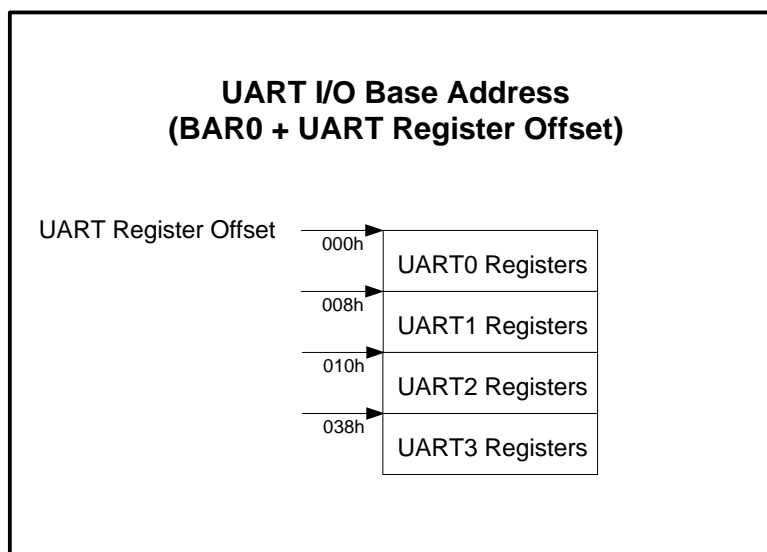 UART I/O Base Address
(BAR0 + UART Register Offset)
UART Register Offset
000h
UART0 Registers
008h
UART1 Registers
010h
UART2 Registers
038h
UART3 Registers